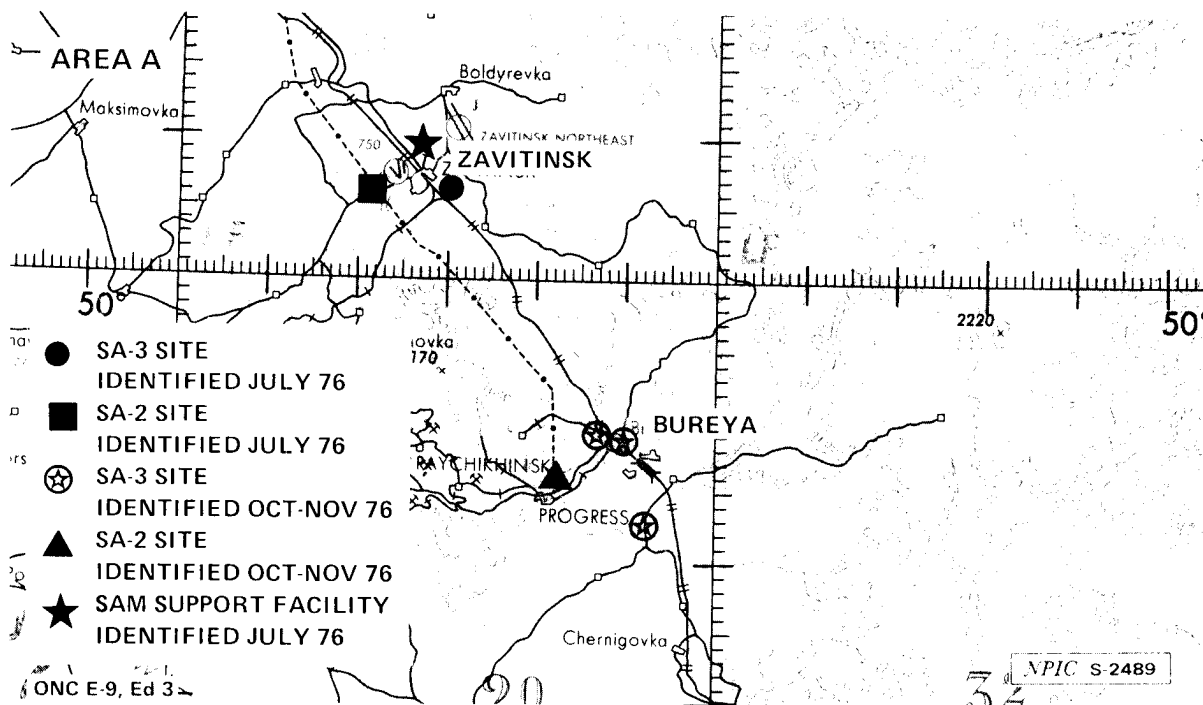 AREA A
Boldyrevka
Maksimovka
J
ZAVITINSK NORTHEAST
750
ZAVITINSK
50°
2220
50°
170
SA-3 SITE
IDENTIFIED JULY 76
SA-2 SITE
IDENTIFIED JULY 76
BUREYA
RAYCHIKHINSK
SA-3 SITE
IDENTIFIED OCT-NOV 76
PROGRESS
SA-2 SITE
IDENTIFIED OCT-NOV 76
SAM SUPPORT FACILITY
IDENTIFIED JULY 76
Chernigovka
NPIC S-2489
ONC E-9, Ed 3
20